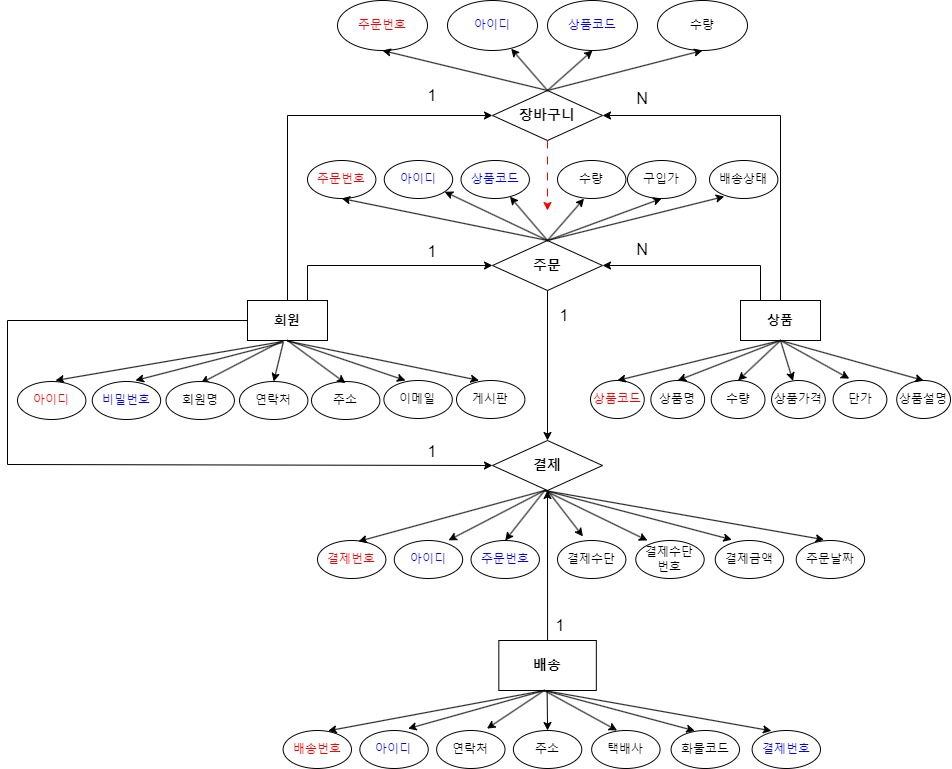 주문번호
아이디
상품코드
수량
1
N
장바구니
주문번호
아이디
상품코드
수량
구입가
배송상태
1
N
주문
1
회원
상품
아이디
비밀번호
회원명
연락처
주소
이메일
게시판
상품코드
상품명
수량
상품가격
단가
상품설명
1
결제
결제번호
아이디
주문번호
결제수단
결제수단
번호
결제금액
주문날짜
1
배송
배송번호
아이디
연락처
주소
택배사
화물코드
결제번호